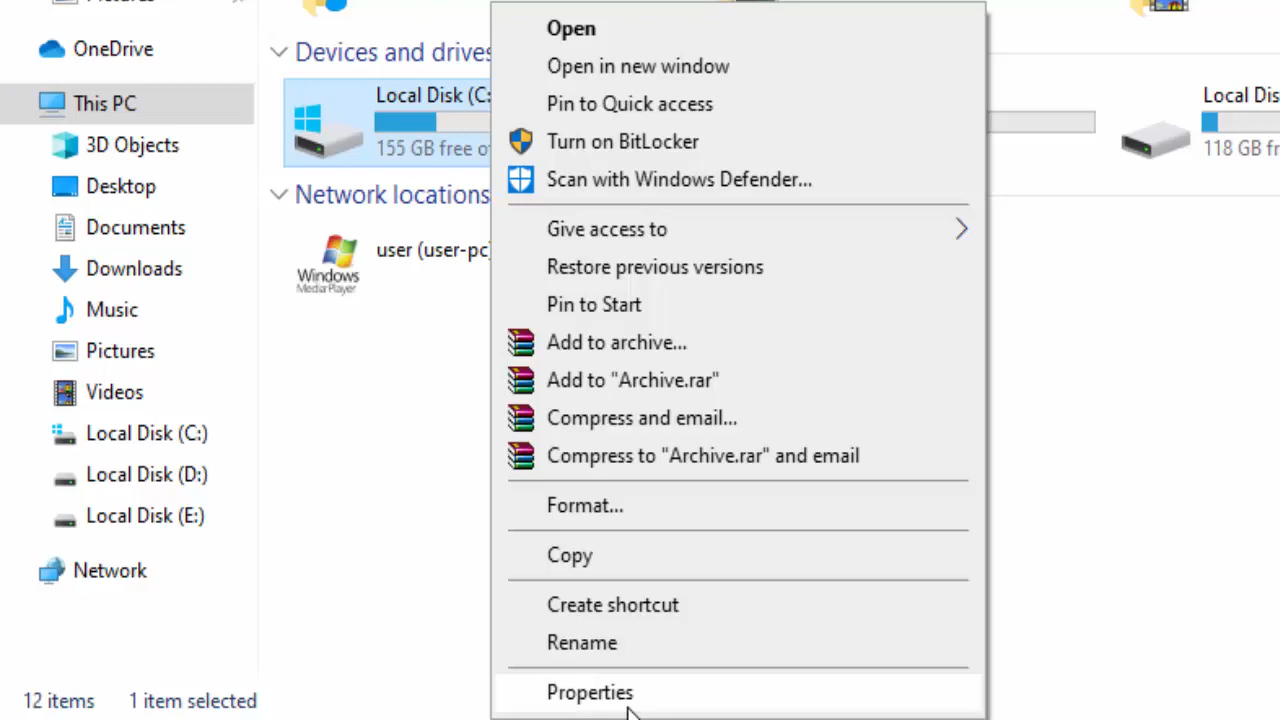 OneDrive
This PC
3D Objects
Desktop
Documents
Downloads
Music
Pictures
Videos
Local Disk (C:)
Local Disk (D:)
Local Disk (E:)
Network
12 items 1 item selected
Devices and drives
Local Disk (C:
155 GB free o
Network locations
user (user-pc)
Windows
MediaPlayer
Open
Open in new window
Pin to Quick access
Turn on BitLocker
Scan with Windows Defender...
Give access to
Restore previous versions
Pin to Start
Add to archive...
Add to "Archive.rar"
Compress and email...
Compress to "Archive.rar" and email
Format...
Copy
Create shortcut
Rename
Properties
Local Dis
118 GB fr